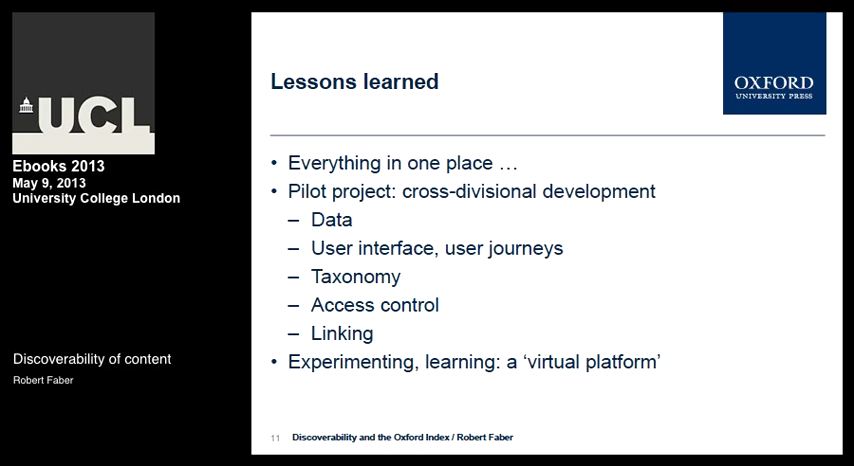 UCL
Ebooks 2013
May 9, 2013
University College London
Discoverability of content
Robert Faber
OXFORD
UNIVERSITY PRESS
Lessons learned
• Everything in one place …
• Pilot project: cross-divisional development
– Data
– User interface, user journeys
– Taxonomy
– Access control
– Linking
• Experimenting, learning: a ‘virtual platform’
11 Discoverability and the Oxford Index / Robert Faber